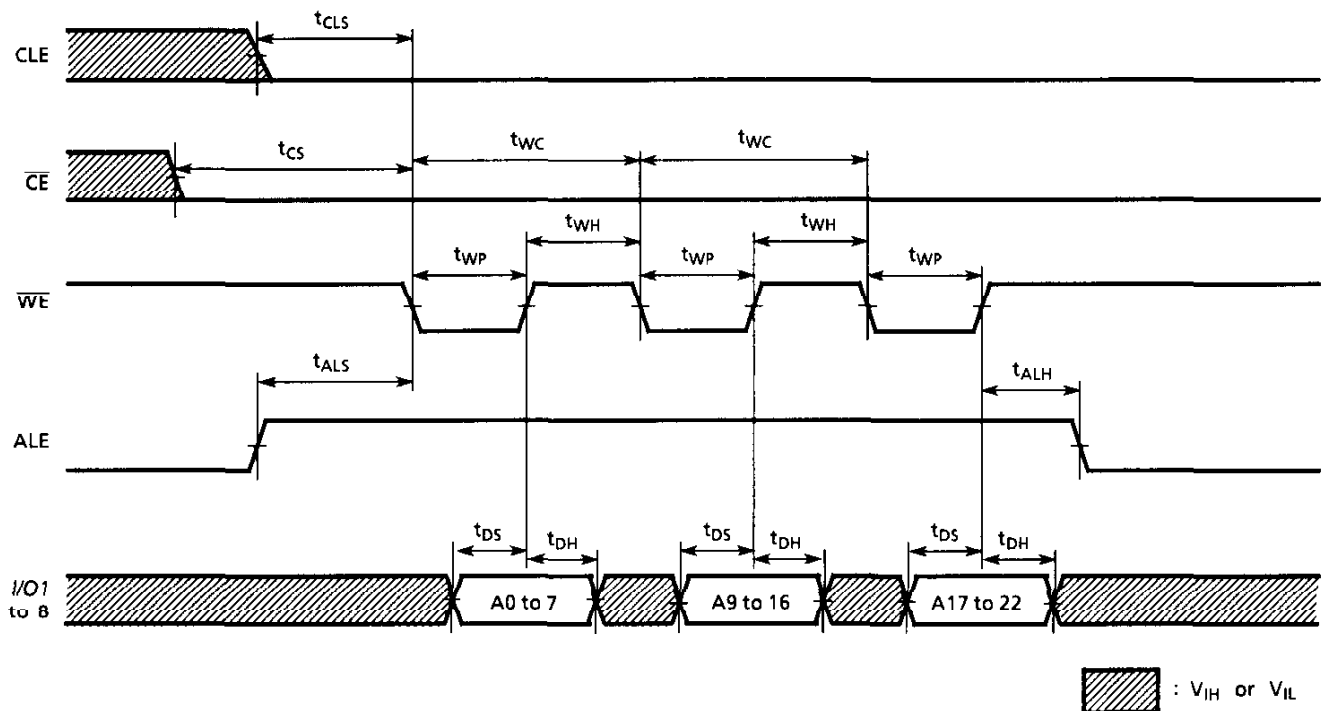 tCLS
CLE
tWC tWC
tCS
CE
tWH tWH
tWP tWP tWP
WE
tALS
tALH
ALE
tDS tDH tDS tDH tDS tDH
I/O1
to 8
A0 to 7 A9 to 16 A17 to 22
: VIH or VIL